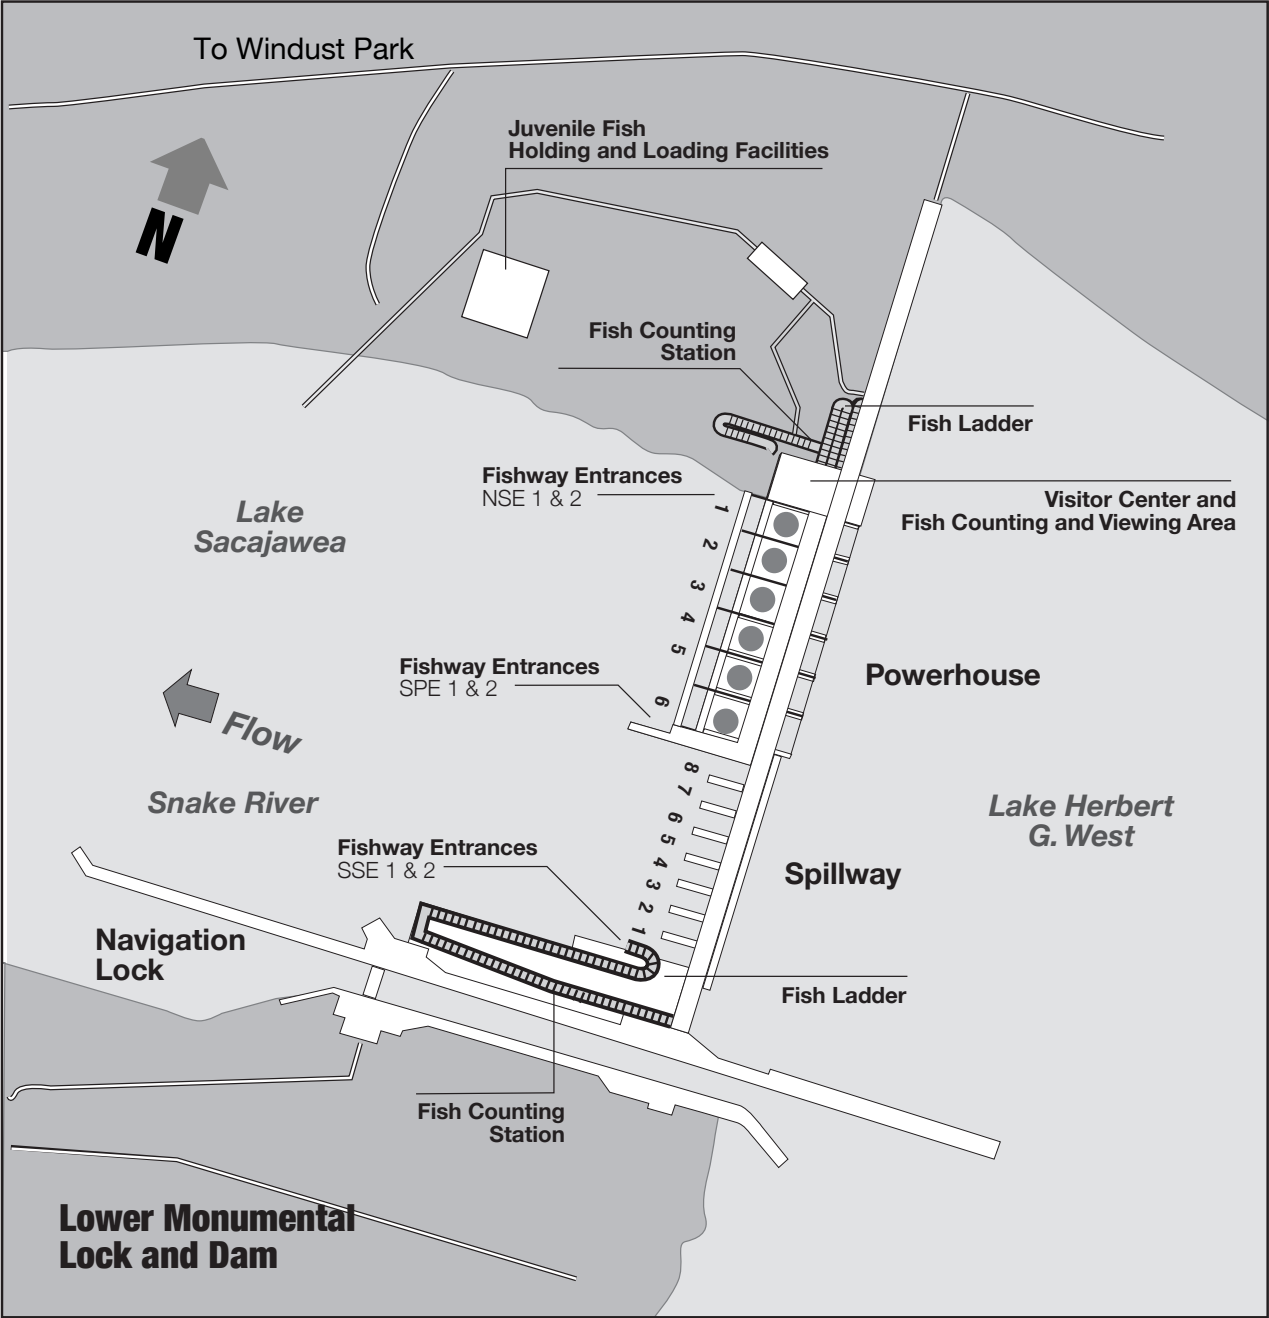 To Windust Park
Juvenile Fish
Holding and Loading Facilities
N
Fish Counting
Station
Fish Ladder
Fishway Entrances
NSE 1 & 2
Visitor Center and
Fish Counting and Viewing Area
Lake
Sacajawea
1
2
3
4
5
6
Fishway Entrances
SPE 1 & 2
Powerhouse
Flow
Snake River
Lake Herbert
G. West
8
7
6
5
4
3
2
1
Fishway Entrances
SSE 1 & 2
Spillway
Navigation
Lock
Fish Ladder
Fish Counting
Station
Lower Monumental
Lock and Dam